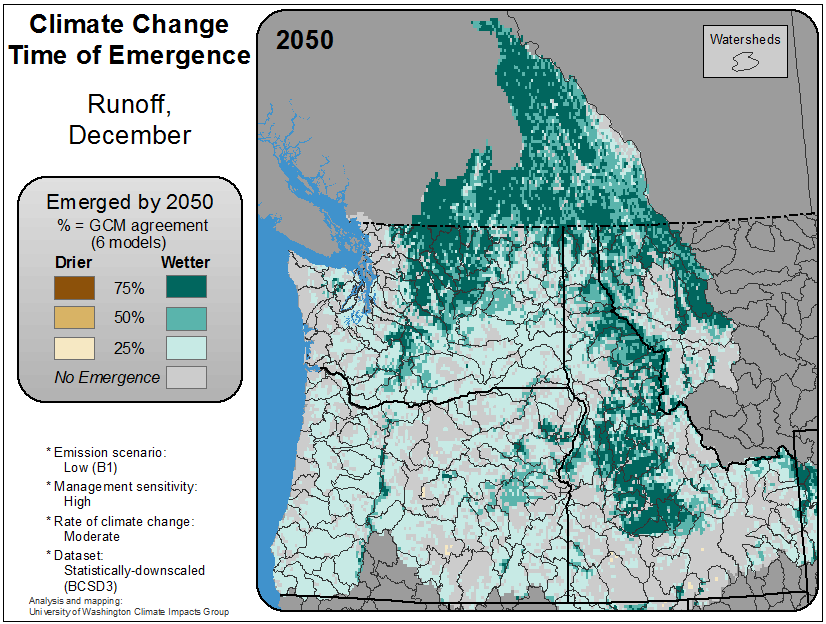 Climate Change
Time of Emergence
Runoff,
December
Emerged by 2050
% = GCM agreement
(6 models)
Drier Wetter
75%
50%
25%
No Emergence
* Emission scenario:
Low (B1)
* Management sensitivity:
High
* Rate of climate change:
Moderate
* Dataset:
Statistically-downscaled
(BCSD3)
Analysis and mapping:
University of Washington Climate Impacts Group
2050
Watersheds